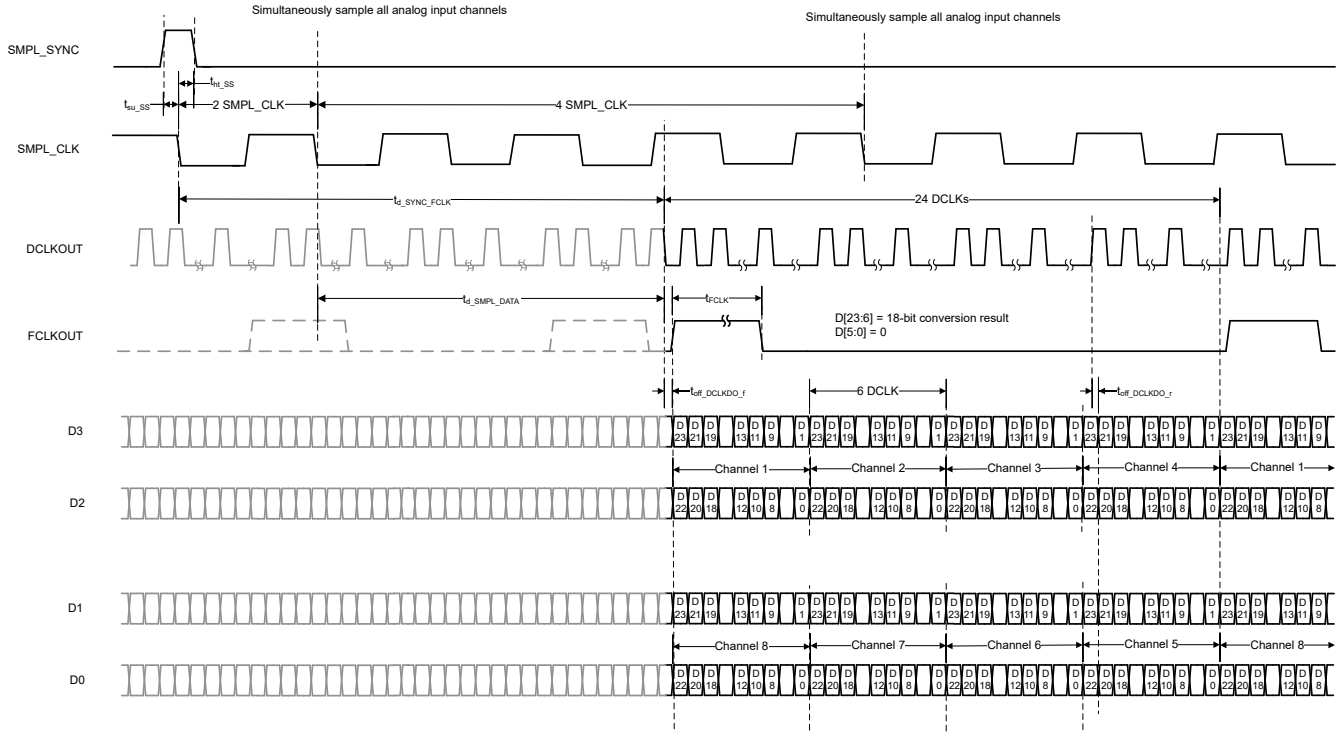 Simultaneously sample all analog input channels
Simultaneously sample all analog input channels
SMPL_SYNC
tht_SS
tsu_SS
2 SMPL_CLK
4 SMPL_CLK
SMPL_CLK
td_SYNC_FCLK
24 DCLKs
DCLKOUT
td_SMPL_DATA
tFCLK
FCLKOUT
D[23:6] = 18-bit conversion result
D[5:0] = 0
toff_DCLKDO_f
6 DCLK
toff_DCLKDO_r
D3
D D D D D D D D D D D D D D D D D D D D D D D D D D D D D D D D D D D
23 21 19 13 11 9 1 23 21 19 13 11 9 1 23 21 19 13 11 9 1 23 21 19 13 11 9 1 23 21 19 13 11 9
Channel 1 Channel 2 Channel 3 Channel 4 Channel 1
D2
D D D D D D D D D D D D D D D D D D D D D D D D D D D D D D D D D D
22 20 18 12 10 8 0 22 20 18 12 10 8 0 22 20 18 12 10 8 0 22 20 18 12 10 8 0 22 20 18 12 10 8
D1
D D D D D D D D D D D D D D D D D D D D D D D D D D D D D D D D D D
23 21 19 13 11 9 1 23 21 19 13 11 9 1 23 21 19 13 11 9 1 23 21 19 13 11 9 1 23 21 19 13 11 9
Channel 8 Channel 7 Channel 6 Channel 5 Channel 8
D0
D D D D D D D D D D D D D D D D D D D D D D D D D D D D D D D D D D
22 20 18 12 10 8 0 22 20 18 12 10 8 0 22 20 18 12 10 8 0 22 20 18 12 10 8 0 22 20 18 12 10 8